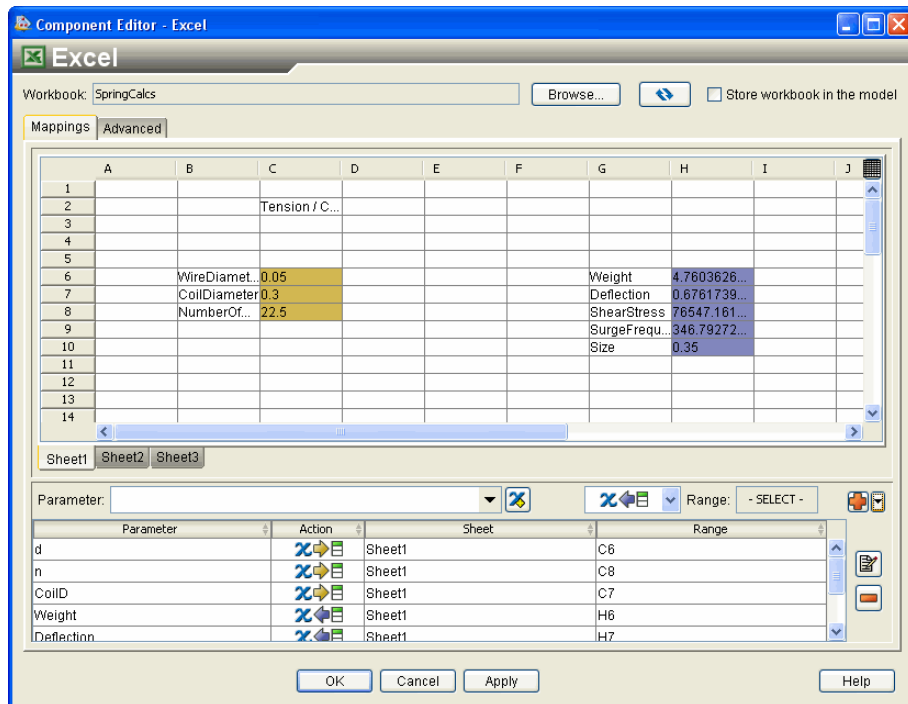 Component Editor - Excel
Excel
Workbook: SpringCalcs Browse... Store workbook in the model
Mappings Advanced
A B C D E F G H I J
1
2 Tension / C...
3
4
5
6 WireDiamet... 0.05 Weight 4.7603626...
7 CoilDiameter 0.3 Deflection 0.6761739...
8 NumberOf... 22.5 ShearStress 76547.161...
9 SurgeFrequ... 346.79272...
10 Size 0.35
11
12
13
14
Sheet1 Sheet2 Sheet3
Parameter: Range: - SELECT -
Parameter Action Sheet Range
d Sheet1 C6
n Sheet1 C8
CoilD Sheet1 C7
Weight Sheet1 H6
Deflection Sheet1 H7
OK Cancel Apply Help